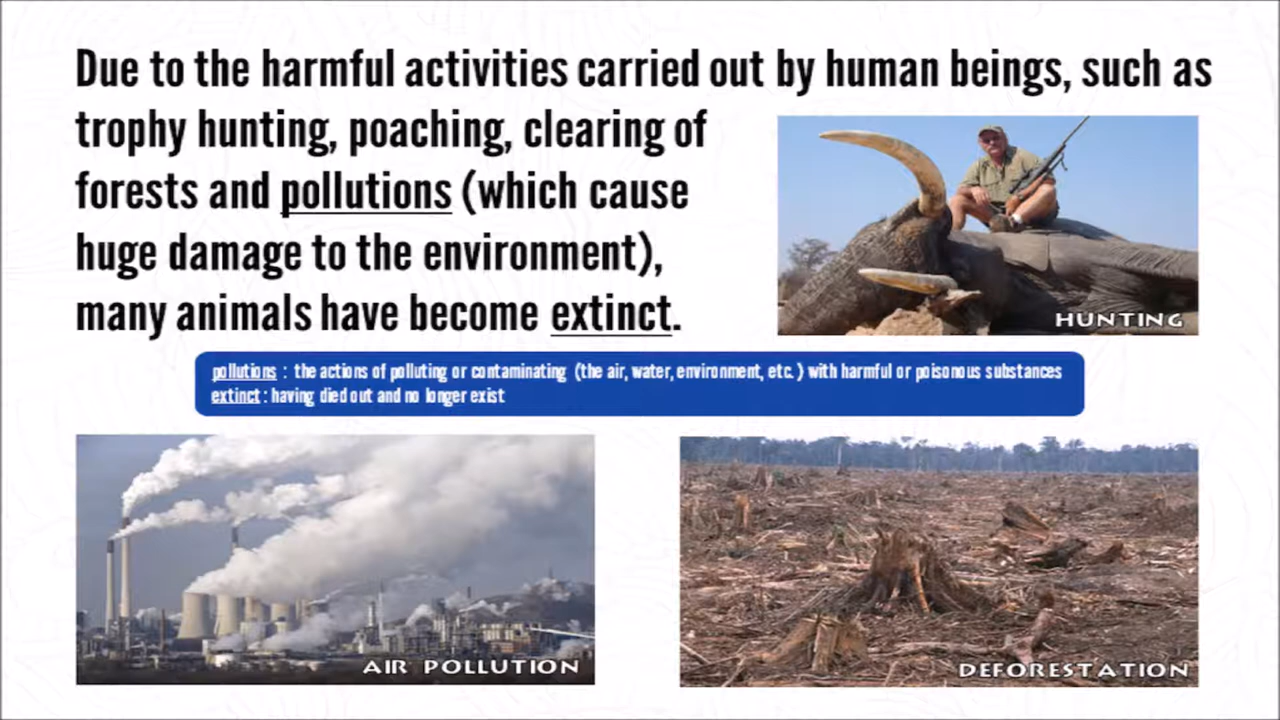 Due to the harmful activities carried out by human beings, such as
trophy hunting, poaching, clearing of
forests and pollutions (which cause
huge damage to the environment),
many animals have become extinct.
HUNTING
pollutions : the actions of polluting or contaminating (the air, water, environment, etc. ) with harmful or poisonous substances
extinct : having died out and no longer exist
AIR POLLUTION
DEFORESTATION